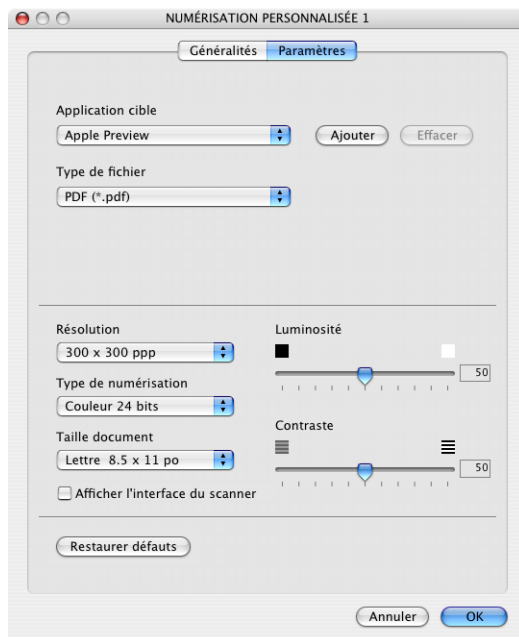 NUMÉRISATION PERSONNALISÉE 1
Généralités Paramètres
Application cible
Apple Preview Ajouter Effacer
Type de fichier
PDF (*.pdf)
Résolution Luminosité
300 x 300 ppp
50
Type de numérisation
Couleur 24 bits
Contraste
Taille document
Lettre 8.5 x 11 po
50
Afficher l'interface du scanner
Restaurer défauts
Annuler OK